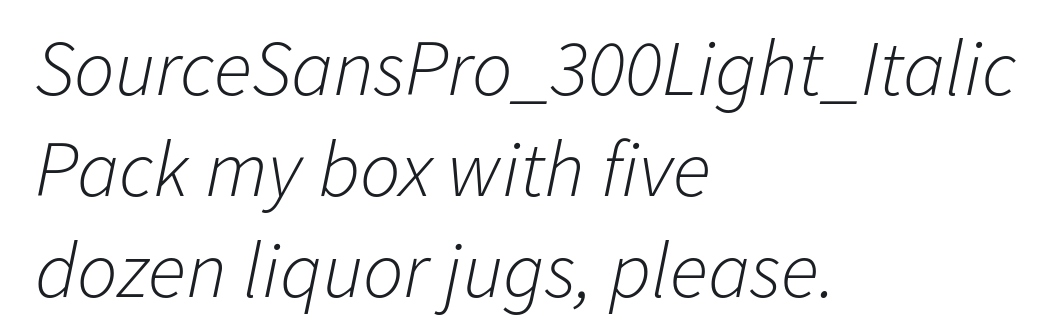 SourceSansPro_300Light_Italic
Pack my box with five
dozen liquor jugs, please.